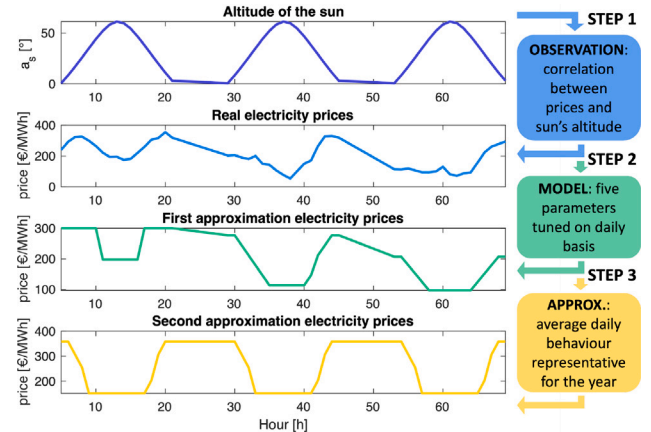 Altitude of the sun
a_s [°]
50
0
10 20 30 40 50 60
Real electricity prices
price [€/MWh]
400
200
0
10 20 30 40 50 60
First approximation electricity prices
price [€/MWh]
300
200
100
10 20 30 40 50 60
Second approximation electricity prices
price [€/MWh]
400
300
200
10 20 30 40 50 60
Hour [h]
STEP 1
OBSERVATION:
correlation
between
prices and
sun's altitude
STEP 2
MODEL: five
parameters
tuned on daily
basis
STEP 3
APPROX.:
average daily
behaviour
representative
for the year